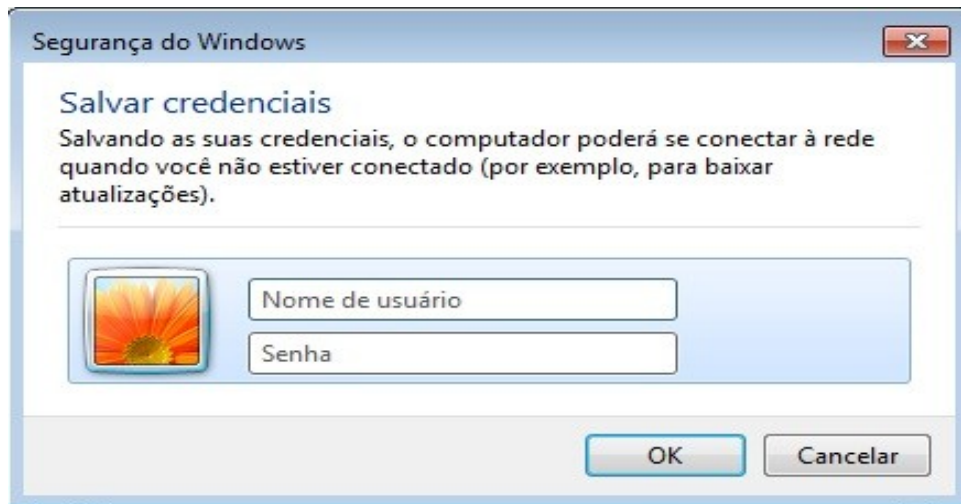 Segurança do Windows
Salvar credenciais
Salvando as suas credenciais, o computador poderá se conectar à rede
quando você não estiver conectado (por exemplo, para baixar
atualizações).
Nome de usuário
Senha
OK
Cancelar